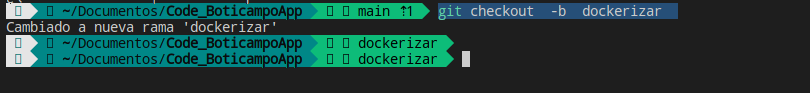 ~/Documentos/Code_BoticampoApp main ⇡1 git checkout -b dockerizar
Cambiado a nueva rama 'dockerizar'
~/Documentos/Code_BoticampoApp dockerizar
~/Documentos/Code_BoticampoApp dockerizar